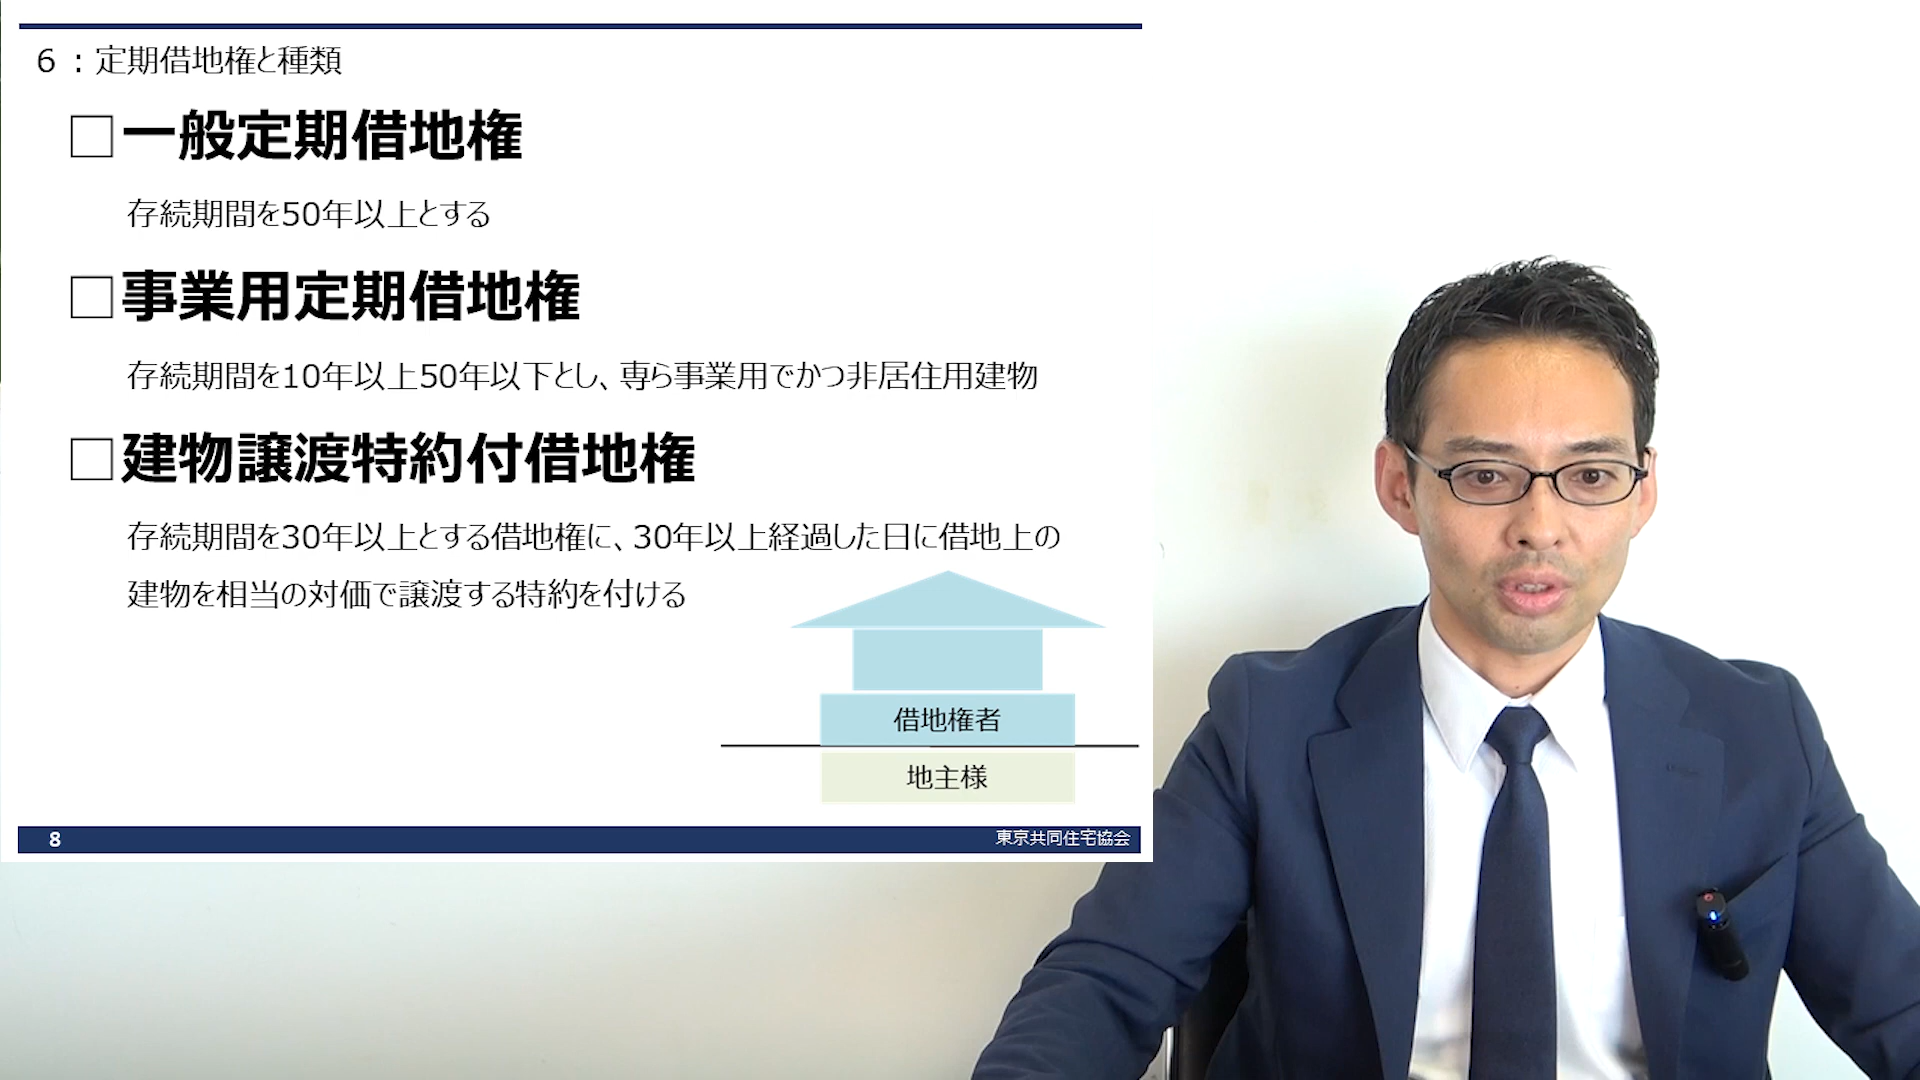 6：定期借地権と種類
□一般定期借地権
存続期間を50年以上とする
□事業用定期借地権
存続期間を10年以上50年以下とし、専ら事業用でかつ非居住用建物
□建物譲渡特約付借地権
存続期間を30年以上とする借地権に、30年以上経過した日に借地上の
建物を相当の対価で譲渡する特約を付ける
借地権者
地主様
8
東京共同住宅協会